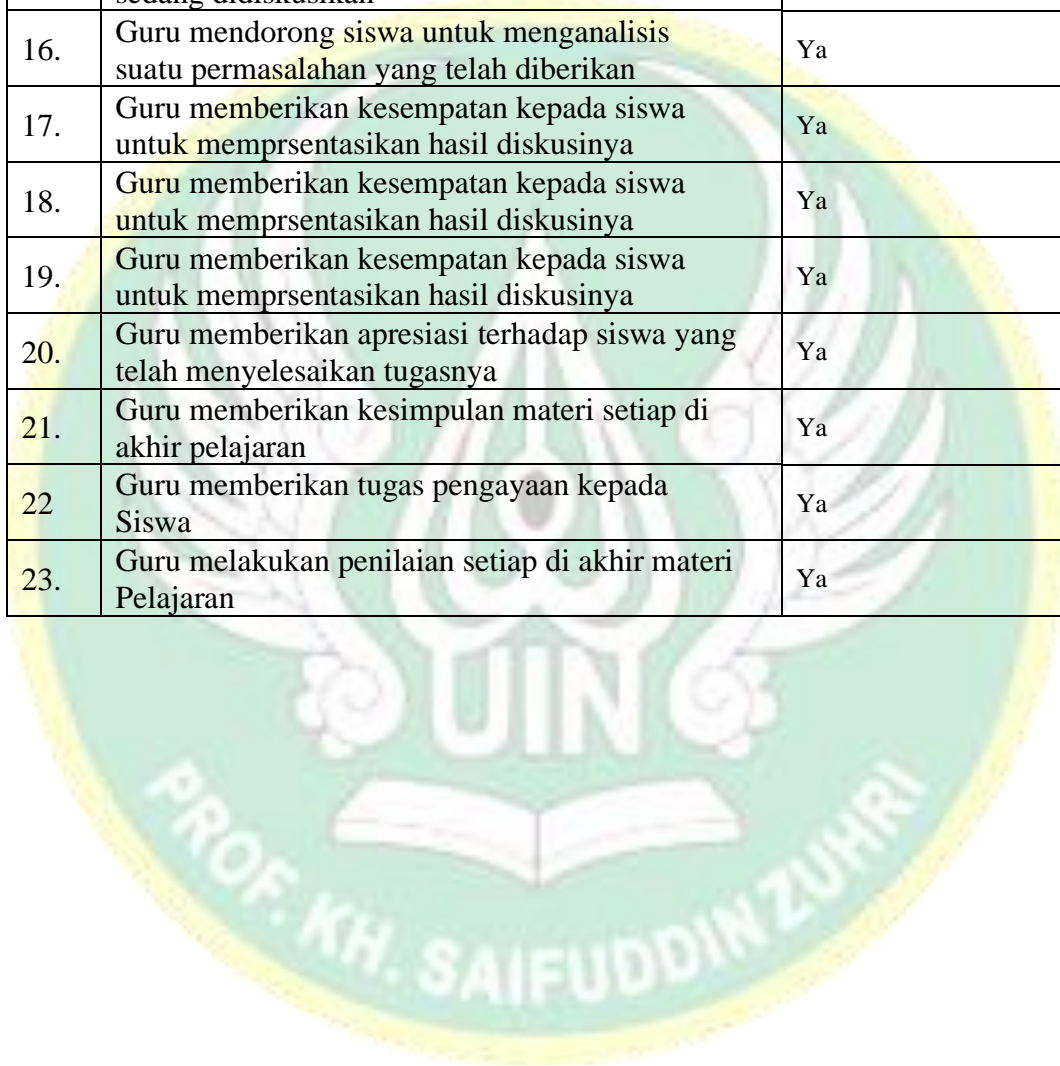 sedang didiskusikan
16. Guru mendorong siswa untuk menganalisis Ya
suatu permasalahan yang telah diberikan
17. Guru memberikan kesempatan kepada siswa Ya
untuk memprsentasikan hasil diskusinya
18. Guru memberikan kesempatan kepada siswa Ya
untuk memprsentasikan hasil diskusinya
19. Guru memberikan kesempatan kepada siswa Ya
untuk memprsentasikan hasil diskusinya
20. Guru memberikan apresiasi terhadap siswa yang Ya
telah menyelesaikan tugasnya
21. Guru memberikan kesimpulan materi setiap di Ya
akhir pelajaran
22 Guru memberikan tugas pengayaan kepada Ya
Siswa
23. Guru melakukan penilaian setiap di akhir materi Ya
Pelajaran
UIN
PROF. KH. SAIFUDDIN ZUHRI